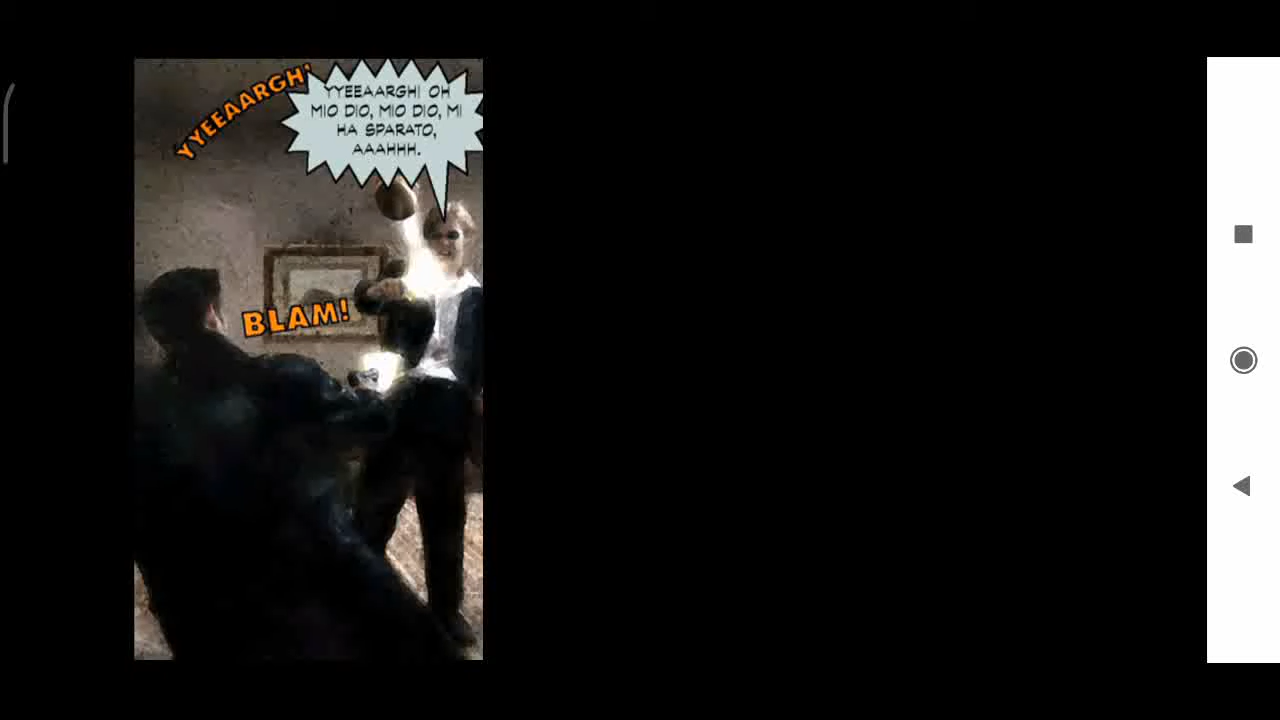 YYEEAARGH'
YYEEAARGH! OH
MIO DIO, MIO DIO, MI
HA SPARATO,
AAAHHH.
BLAM!